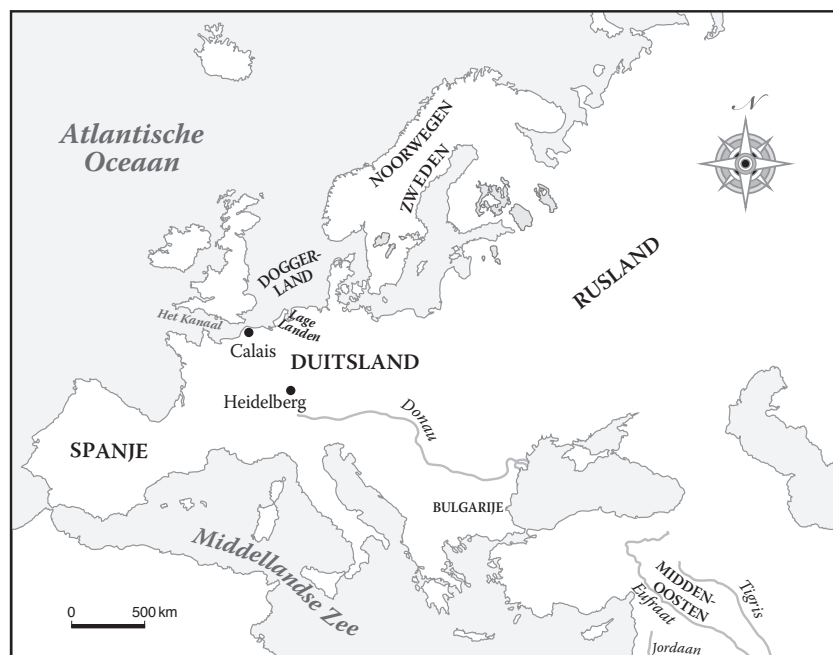 N
Atlantische
Oceaan
NOORWEGEN
ZWEDEN
RUSLAND
DOGGER-
LAND
Het Kanaal
Lage
Landen
Calais
DUITSLAND
Heidelberg
Donau
SPANJE
BULGARIJE
Middellandse Zee
MIDDEN-
OOSTEN
Eufraat
Tigris
Jordaan
0 500 km